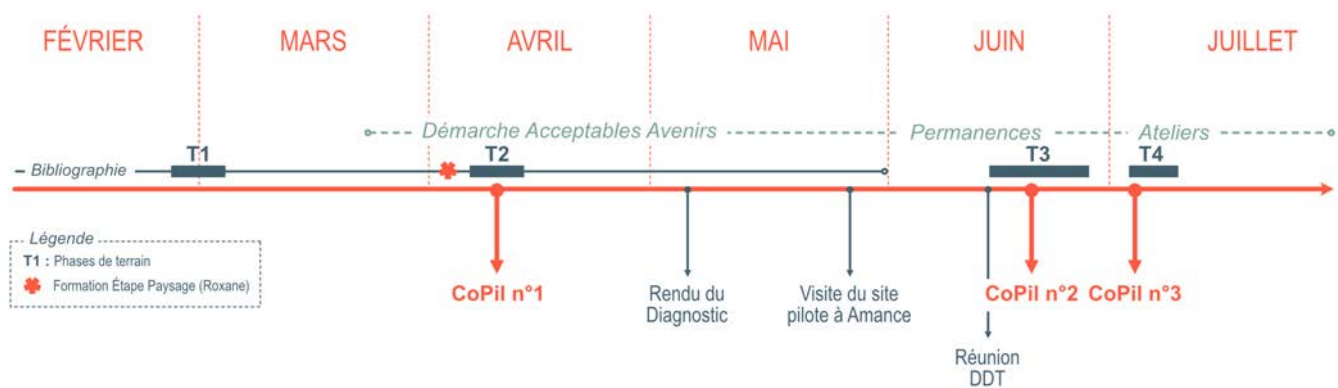 FÉVRIER
MARS
AVRIL
MAI
JUIN
JUILLET
Démarche Acceptables Avenirs
Permanences
Ateliers
Bibliographie
T1
T2
T3
T4
Légende
T1 : Phases de terrain
Formation Étape Paysage (Roxane)
CoPil n°1
Rendu du
Diagnostic
Visite du site
pilote à Amance
CoPil n°2
CoPil n°3
Réunion
DDT